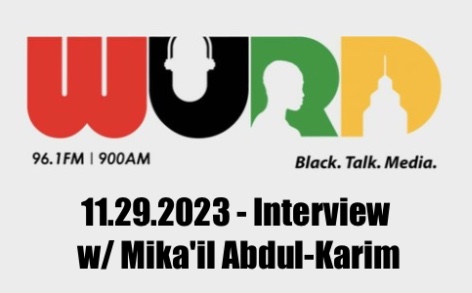 WURD
96.1FM | 900AM
Black. Talk. Media.
11.29.2023 - Interview
w/ Mika'il Abdul-Karim